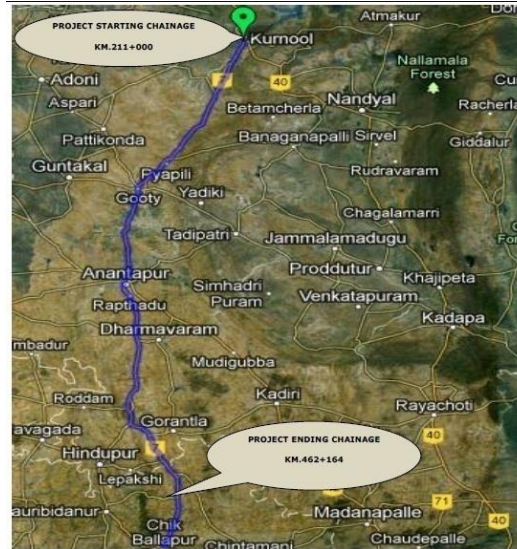 PROJECT STARTING CHAINAGE
KM.211+000
Kurnool
Atmakur
Adoni
Aspari
40
Nallamala
Forest
Nandyal
Betamcherla
Racherla
Pattikonda
Banaganapalli
Sirvel
Giddalur
Guntakal
Pyapili
Rudravaram
Gooty
Yadiki
Chagalamarri
Tadipatri
Jammalamadugu
Proddutur
Anantapur
Simhadri
Puram
Khajipeta
Rapthadu
Venkatapuram
Dharmavaram
Kadapa
mbadur
Mudigubba
Roddam
Kadiri
Rayachoti
avagada
Gorantla
40
PROJECT ENDING CHAINAGE
KM.462+164
Hindupur
Lepakshi
71
auribidanur
Madanapalle
40
Chik
Ballapur
Chintamani
Chaudepalle